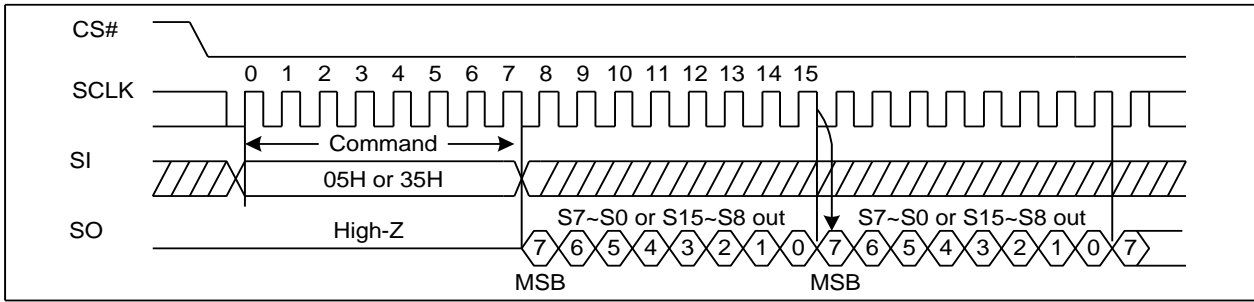 CS#
0 1 2 3 4 5 6 7 8 9 10 11 12 13 14 15
SCLK
Command
SI
05H or 35H
S7~S0 or S15~S8 out S7~S0 or S15~S8 out
SO
High-Z
7 6 5 4 3 2 1 0 7 6 5 4 3 2 1 0 7
MSB MSB